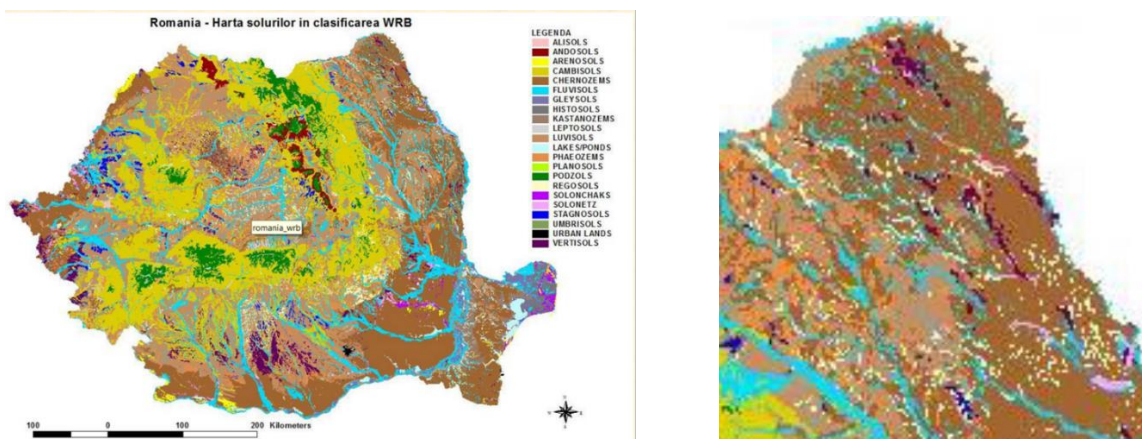 Romania - Harta solurilor in clasificarea WRB
LEGENDA
ALISOLS
ANDOSOLS
ARENOSOLS
CAMBISOLS
CHERNOZEMS
FLUVISOLS
GLEYSOLS
HISTOSOLS
KASTANOZEMS
LEPTOSOLS
LUVISOLS
LAKES/PONDS
PHAEOZEMS
PLANOSOLS
PODZOLS
REGOSOLS
SOLONCHAKS
SOLONETZ
STAGNOSOLS
UMBRISOLS
URBAN LANDS
VERTISOLS
romania_wrb
100 0 100 200 Kilometers